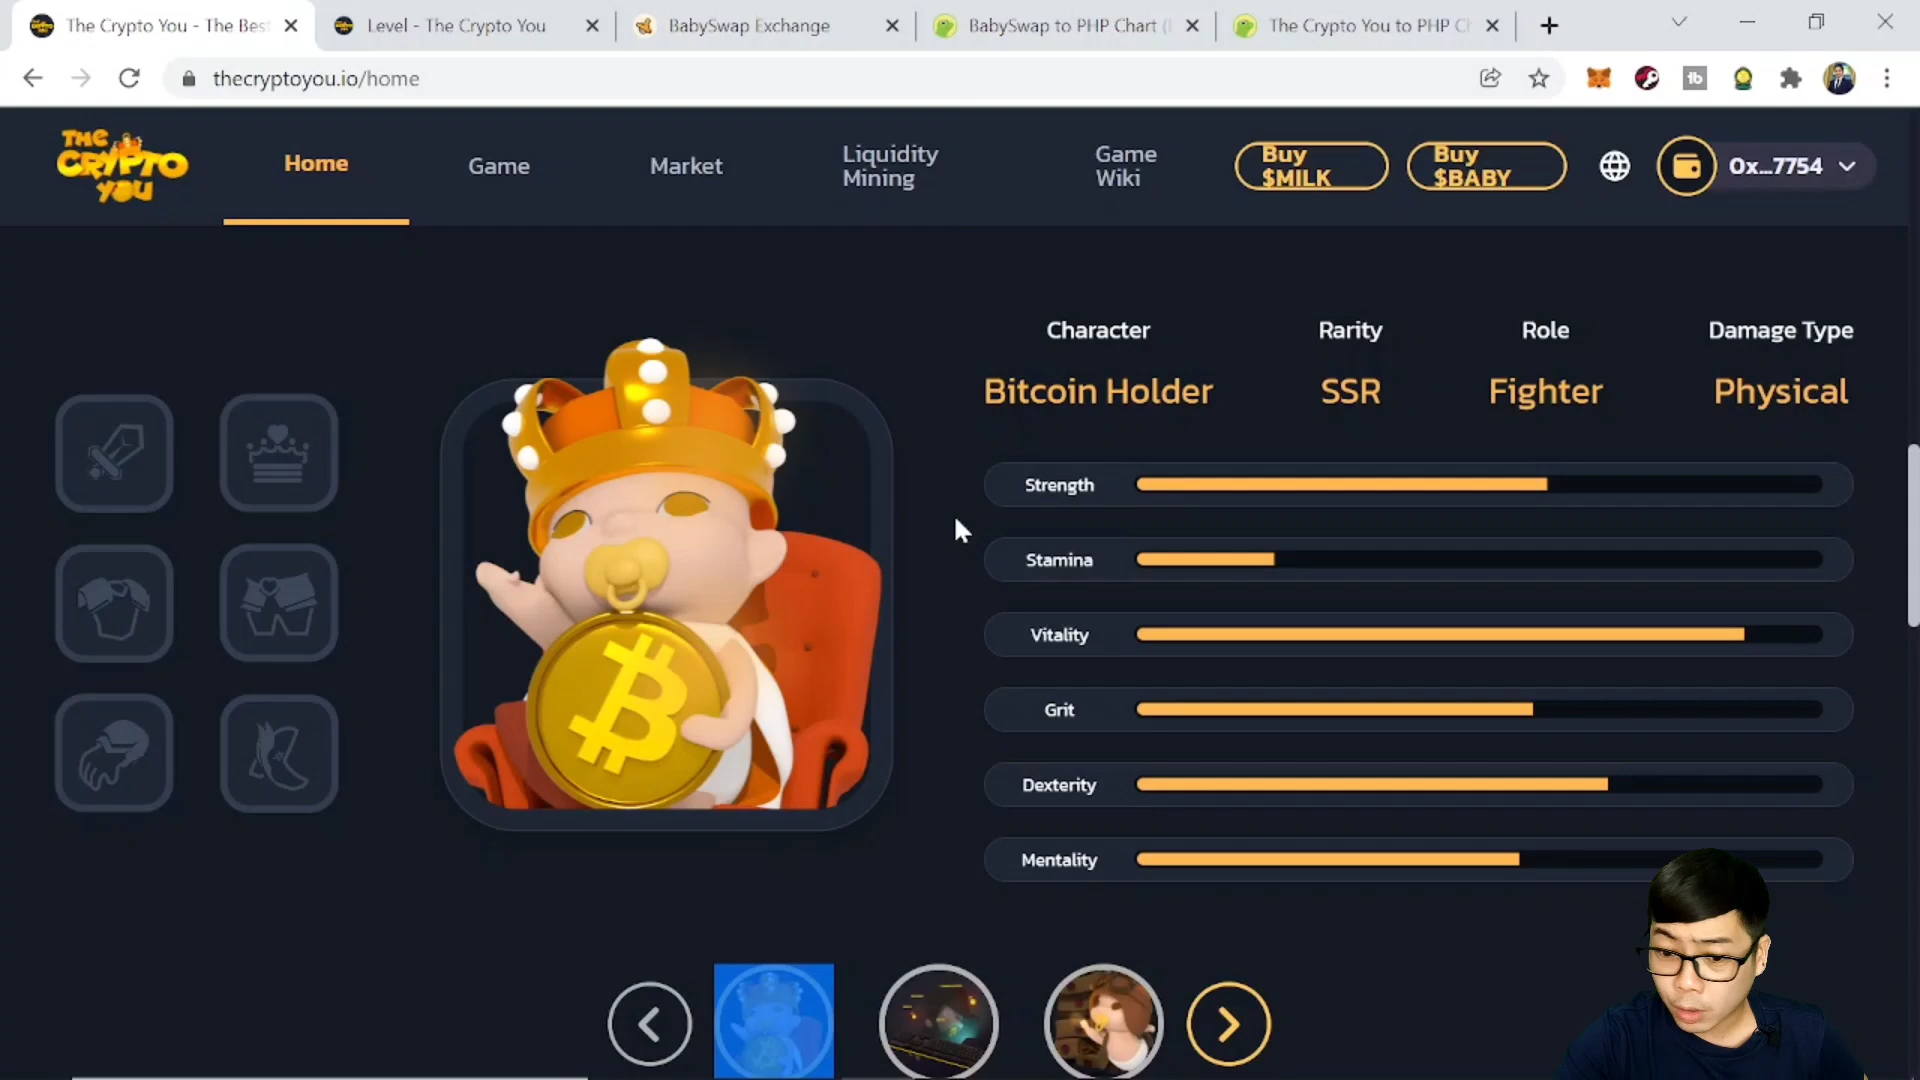 The Crypto You - The Best
Level - The Crypto You
BabySwap Exchange
BabySwap to PHP Chart (
The Crypto You to PHP C
thecryptoyou.io/home
THE
CRYPTO
YOU
Home
Game
Market
Liquidity
Mining
Game
Wiki
Buy
$MILK
Buy
$BABY
0x...7754
Character
Rarity
Role
Damage Type
Bitcoin Holder
SSR
Fighter
Physical
Strength
Stamina
Vitality
Grit
Dexterity
Mentality